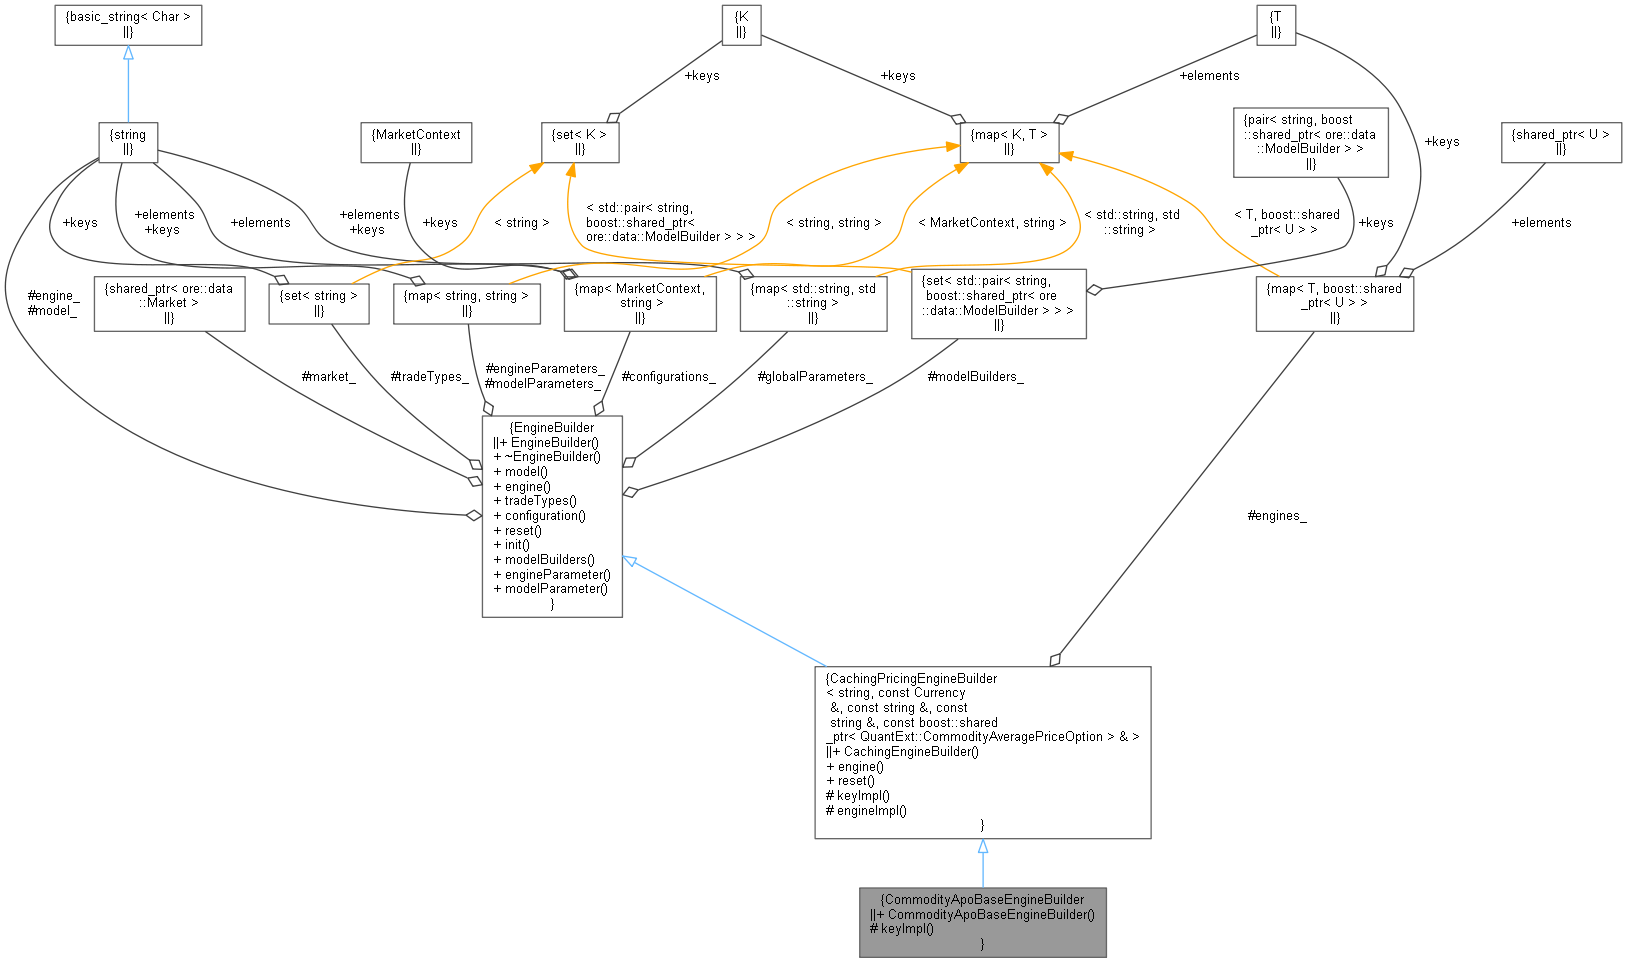 {basic_string< Char >
||}
{K
||}
{T
||}
+keys
+keys
+elements
{string
||}
{MarketContext
||}
{set< K >
||}
{map< K, T >
||}
{pair< string, boost
::shared_ptr< ore::data
::ModelBuilder > >
||}
+keys
{shared_ptr< U >
||}
+keys
+elements
+keys
+elements
+elements
+keys
+keys
< string >
< std::pair< string,
boost::shared_ptr<
ore::data::ModelBuilder > > >
< string, string >
< MarketContext, string >
< std::string, std
::string >
< T, boost::shared
_ptr< U > >
+keys
+elements
#engine_
#model_
{shared_ptr< ore::data
::Market >
||}
{set< string >
||}
{map< string, string >
||}
{map< MarketContext,
string >
||}
{map< std::string, std
::string >
||}
{set< std::pair< string,
boost::shared_ptr< ore
::data::ModelBuilder > > >
||}
{map< T, boost::shared
_ptr< U > >
||}
#market_
#tradeTypes_
#engineParameters_
#modelParameters_
#configurations_
#globalParameters_
#modelBuilders_
{EngineBuilder
||+ EngineBuilder()
+ ~EngineBuilder()
+ model()
+ engine()
+ tradeTypes()
+ configuration()
+ reset()
+ init()
+ modelBuilders()
+ engineParameter()
+ modelParameter()
}
#engines_
{CachingPricingEngineBuilder
< string, const Currency
&, const string &, const
string &, const boost::shared
_ptr< QuantExt::CommodityAveragePriceOption > & >
||+ CachingEngineBuilder()
+ engine()
+ reset()
# keyImpl()
# engineImpl()
}
{CommodityApoBaseEngineBuilder
||+ CommodityApoBaseEngineBuilder()
# keyImpl()
}